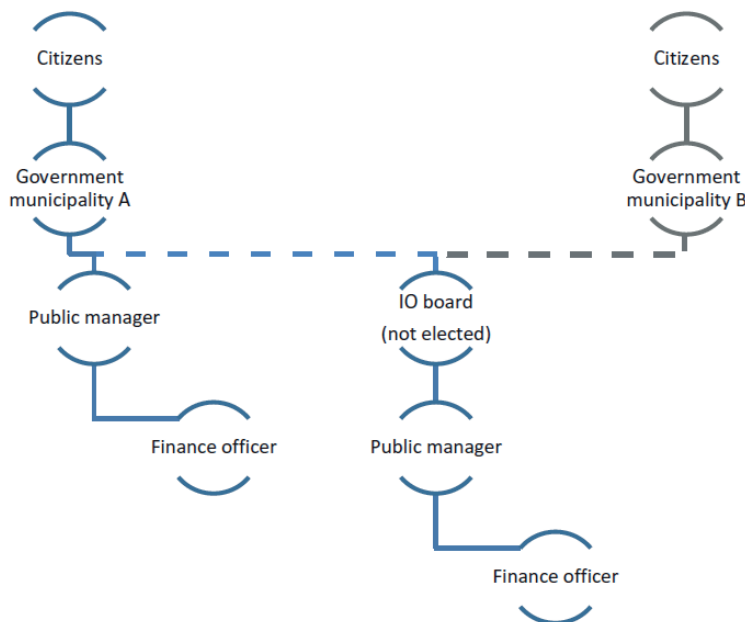 Citizens
Citizens
Government
municipality A
Government
municipality B
Public manager
IO board
(not elected)
Finance officer
Public manager
Finance officer